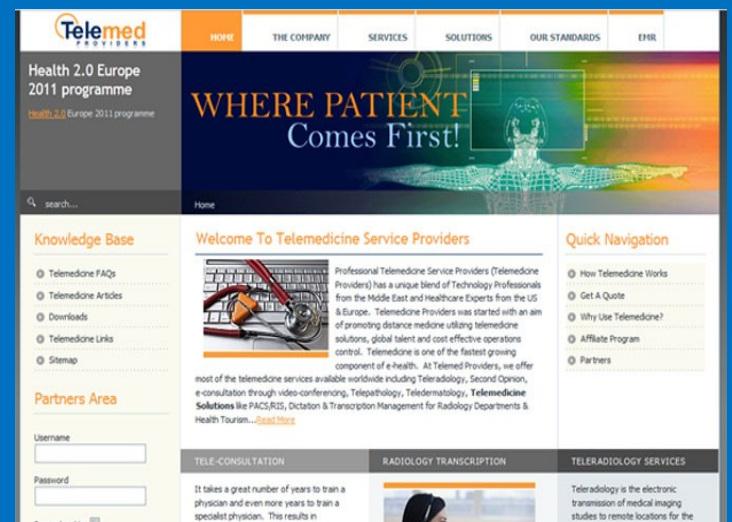 Telemed
PROVIDERS
HOME
THE COMPANY
SERVICES
SOLUTIONS
OUR STANDARDS
EMR
Health 2.0 Europe
2011 programme
Health 2.0 Europe 2011 programme
WHERE PATIENT
Comes First!
search...
Home
Knowledge Base
Telemedicine FAQs
Telemedicine Articles
Downloads
Telemedicine Links
Sitemap
Partners Area
Username
Password
Welcome To Telemedicine Service Providers
Professional Telemedicine Service Providers (Telemedicine
Providers) has a unique blend of Technology Professionals
from the Middle East and Healthcare Experts from the US
& Europe. Telemedicine Providers was started with an aim
of promoting distance medicine utilizing telemedicine
solutions, global talent and cost effective operations
control. Telemedicine is one of the fastest growing
component of e-health. At Telemed Providers, we offer
most of the telemedicine services available worldwide including Teleradiology, Second Opinion,
e-consultation through video-conferencing, Telepathology, Teledermatology, Telemedicine
Solutions like PACS/RIS, Dictation & Transcription Management for Radiology Departments &
Health Tourism...Read More
Quick Navigation
How Telemedicine Works
Get A Quote
Why Use Telemedicine?
Affiliate Program
Partners
TELE-CONSULTATION
It takes a great number of years to train a
physician and even more years to train a
specialist physician. This results in
RADIOLOGY TRANSCRIPTION
TELERADIOLOGY SERVICES
Teleradiology is the electronic
transmission of medical imaging
studies to remote locations for the